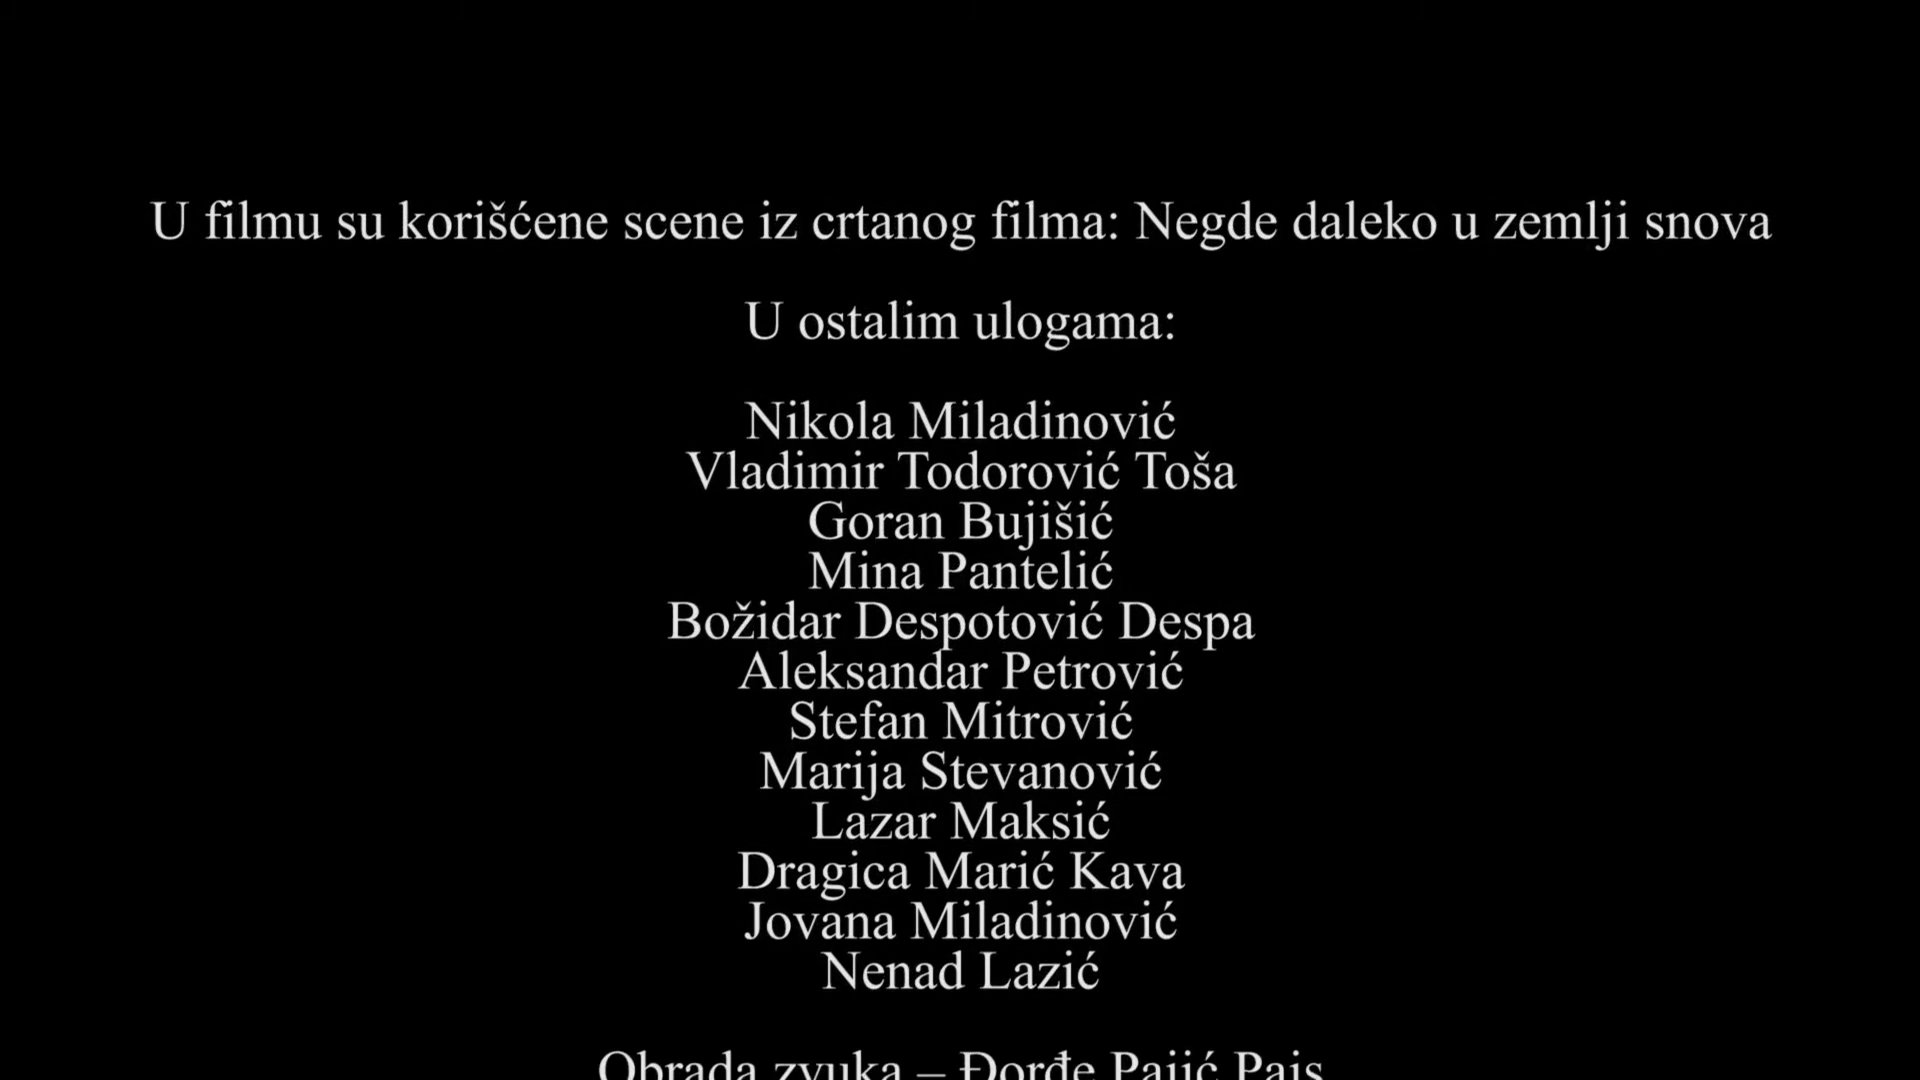 U filmu su korišćene scene iz crtanog filma: Negde daleko u zemlji snova
U ostalim ulogama:
Nikola Miladinović
Vladimir Todorović Toša
Goran Bujišić
Mina Pantelić
Božidar Despotović Despa
Aleksandar Petrović
Stefan Mitrović
Marija Stevanović
Lazar Maksić
Dragica Marić Kava
Jovana Miladinović
Nenad Lazić
Obrada zvuka – Đorđe Pajić Pajs